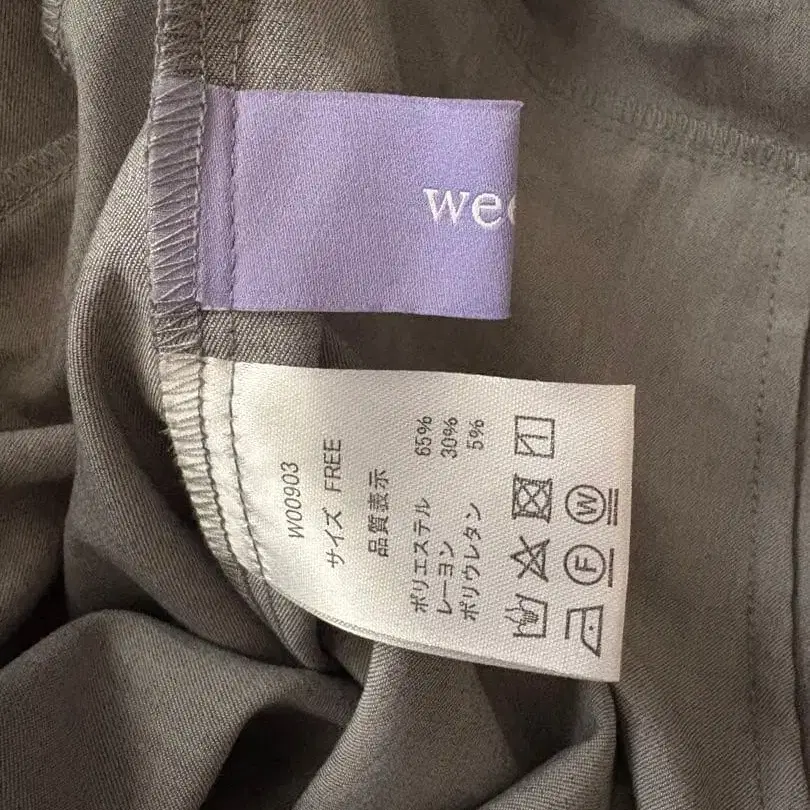 wee
W00903
サイズ FREE
品質表示
ポリエステル 65%
レーヨン 30%
ポリウレタン 5%
W
F